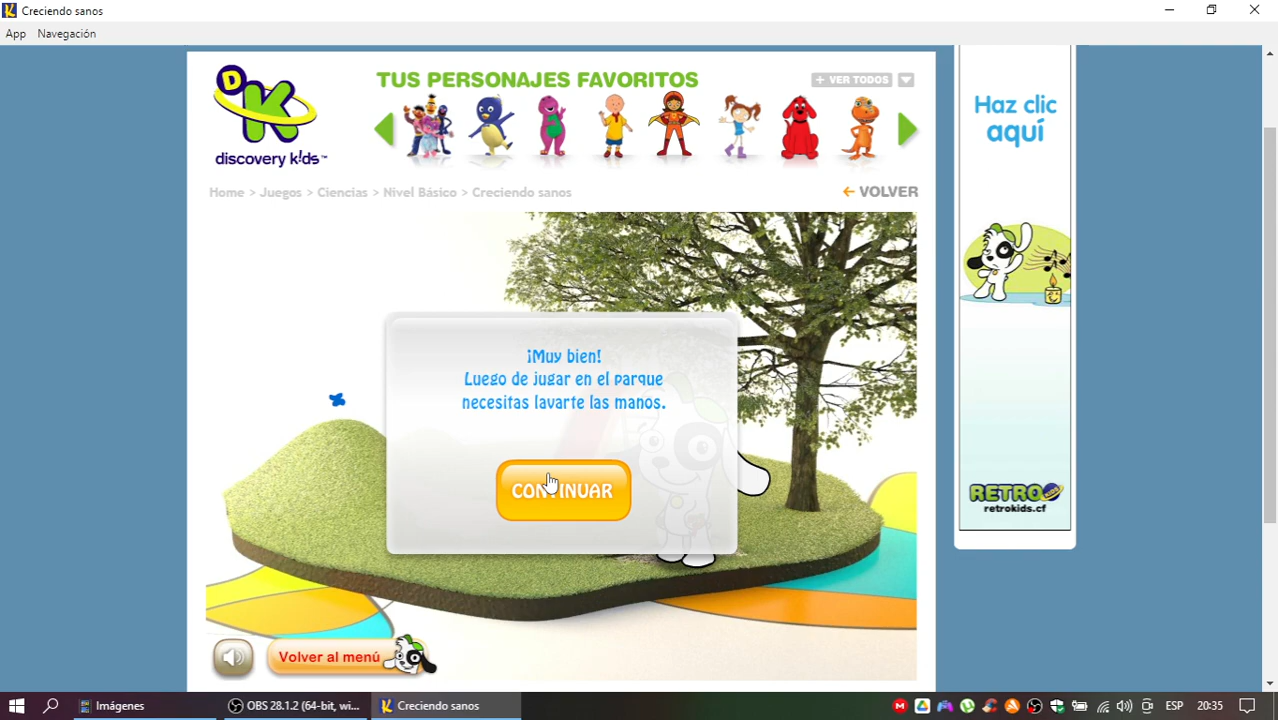 Creciendo sanos
App Navegación
DK
discovery k!ds™
TUS PERSONAJES FAVORITOS
+ VER TODOS
Home > Juegos > Ciencias > Nivel Básico > Creciendo sanos
← VOLVER
¡Muy bien!
Luego de jugar en el parque
necesitas lavarte las manos.
CONTINUAR
Volver al menú
Haz clic
aquí
RETRO
retrokids.cf
Imágenes
OBS 28.1.2 (64-bit, wi...
Creciendo sanos
ESP
20:35